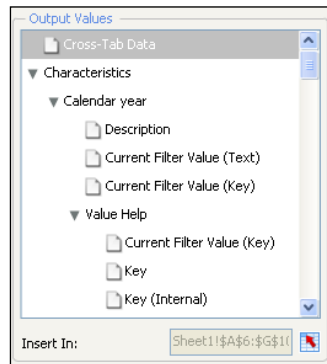 Output Values
Cross-Tab Data
Characteristics
Calendar year
Description
Current Filter Value (Text)
Current Filter Value (Key)
Value Help
Current Filter Value (Key)
Key
Key (Internal)
Insert In: Sheet1!$A$6:$G$10